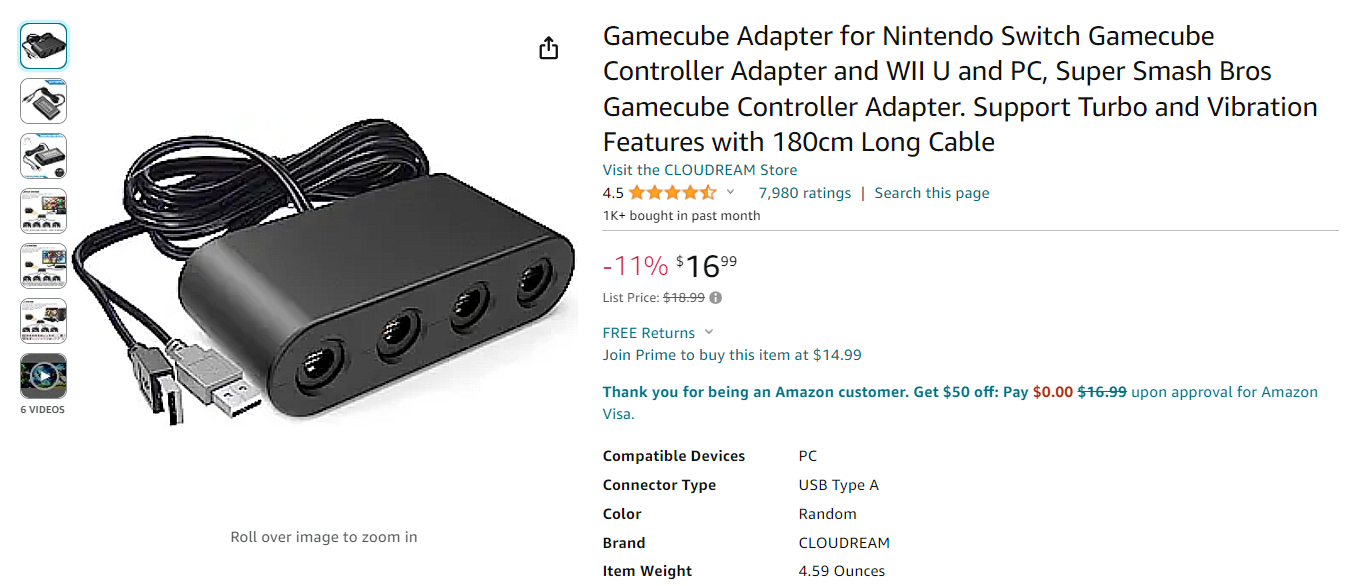 Gamecube Adapter for Nintendo Switch Gamecube
Controller Adapter and WII U and PC, Super Smash Bros
Gamecube Controller Adapter. Support Turbo and Vibration
Features with 180cm Long Cable
Visit the CLOUDREAM Store
4.5 7,980 ratings | Search this page
1K+ bought in past month
-11% $16 99
List Price: $18.99
FREE Returns
Join Prime to buy this item at $14.99
Thank you for being an Amazon customer. Get $50 off: Pay $0.00 $16.99 upon approval for Amazon
Visa.
Compatible Devices PC
Connector Type USB Type A
Color Random
Brand CLOUDREAM
Item Weight 4.59 Ounces
6 VIDEOS
Roll over image to zoom in